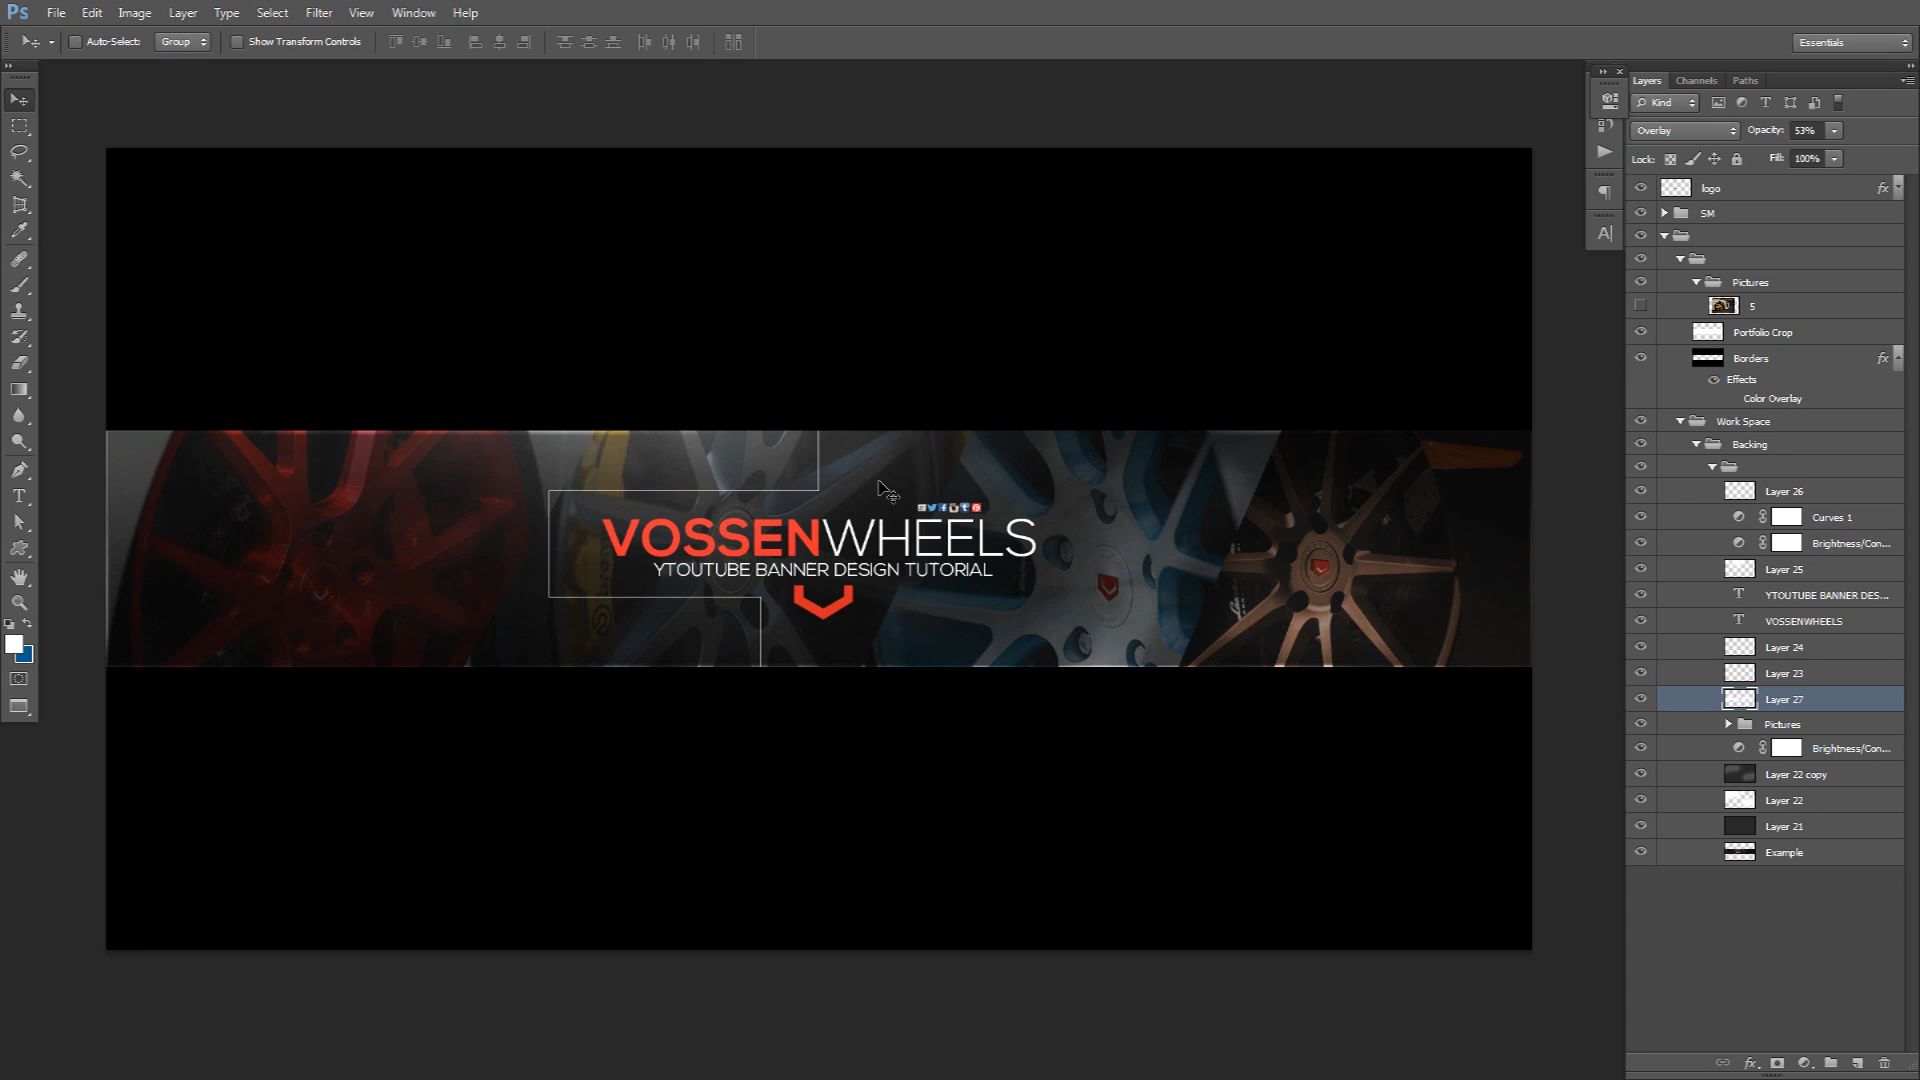 Ps File Edit Image Layer Type Select Filter View Window Help
Auto-Select: Group Show Transform Controls Essentials
Layers Channels Paths
Kind
Overlay Opacity: 53%
Lock: Fill: 100%
logo fx
SM
Pictures
5
Portfolio Crop
Borders fx
Effects
Color Overlay
Work Space
Backing
Layer 26
Curves 1
Brightness/Con...
Layer 25
T YTOUTUBE BANNER DES...
T VOSSENWHEELS
Layer 24
Layer 23
Layer 27
Pictures
Brightness/Con...
Layer 22 copy
Layer 22
Layer 21
Example
VOSSENWHEELS
YTOUTUBE BANNER DESIGN TUTORIAL